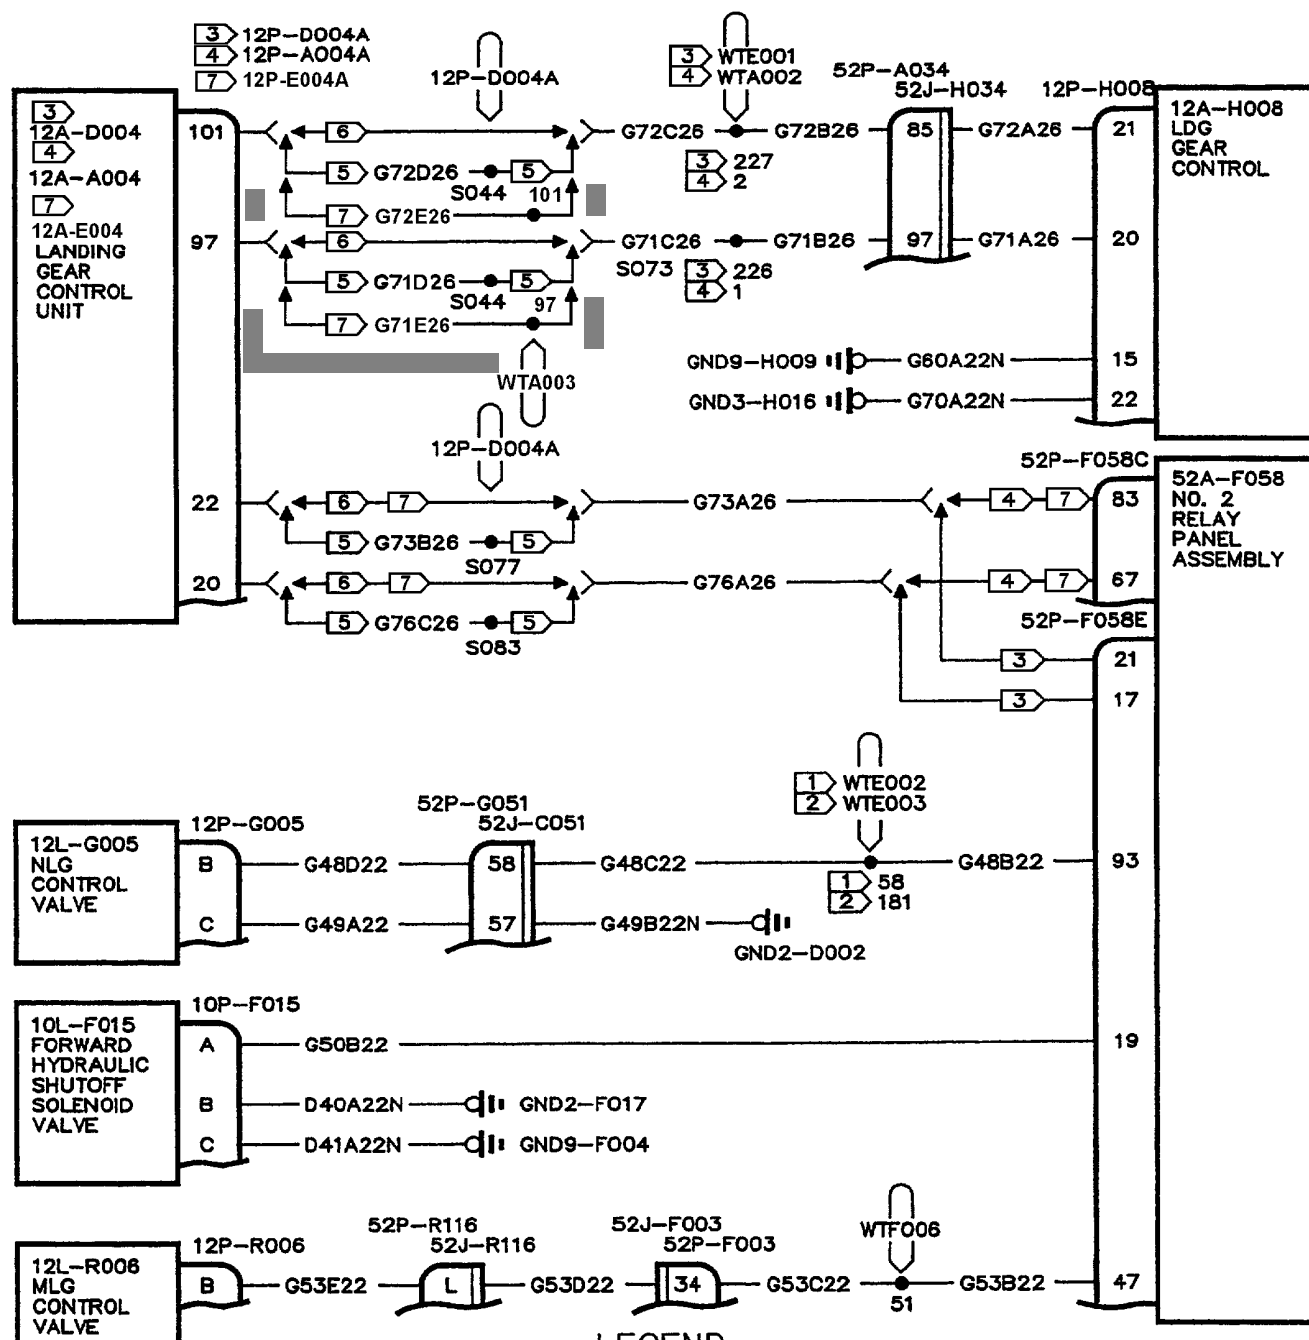 3 12P-D004A
4 12P-A004A
7 12P-E004A
12P-D004A
3 WTE001
4 WTA002
52P-A034
52J-H034
12P-H008
3
12A-D004
4
12A-A004
7
12A-E004
LANDING
GEAR
CONTROL
UNIT
101 6 G72C26 G72B26 85 G72A26 21
12A-H008
LDG
GEAR
CONTROL
5 G72D26 5
S044
101
3 227
4 2
7 G72E26
97 6 G71C26 G71B26 97 G71A26 20
S073
5 G71D26 5
S044
97
3 226
4 1
7 G71E26
WTA003
GND9-H009 G60A22N 15
GND3-H016 G70A22N 22
12P-D004A
52P-F058C
52A-F058
NO. 2
RELAY
PANEL
ASSEMBLY
22 6 7 G73A26 4 7 83
5 G73B26 5
S077
20 6 7 G76A26 4 7 67
5 G76C26 5
S083
52P-F058E
3 21
3 17
1 WTE002
2 WTE003
52P-G051
52J-C051
12P-G005
12L-G005
NLG
CONTROL
VALVE
B G48D22 58 G48C22 G48B22 93
1 58
2 181
C G49A22 57 G49B22N
GND2-D002
10P-F015
10L-F015
FORWARD
HYDRAULIC
SHUTOFF
SOLENOID
VALVE
A G50B22 19
B D40A22N GND2-F017
C D41A22N GND9-F004
52P-R116
52J-R116
52J-F003
52P-F003
WTF006
12P-R006
12L-R006
MLG
CONTROL
VALVE
B G53E22 L G53D22 34 G53C22 G53B22 47
51
LEGEND